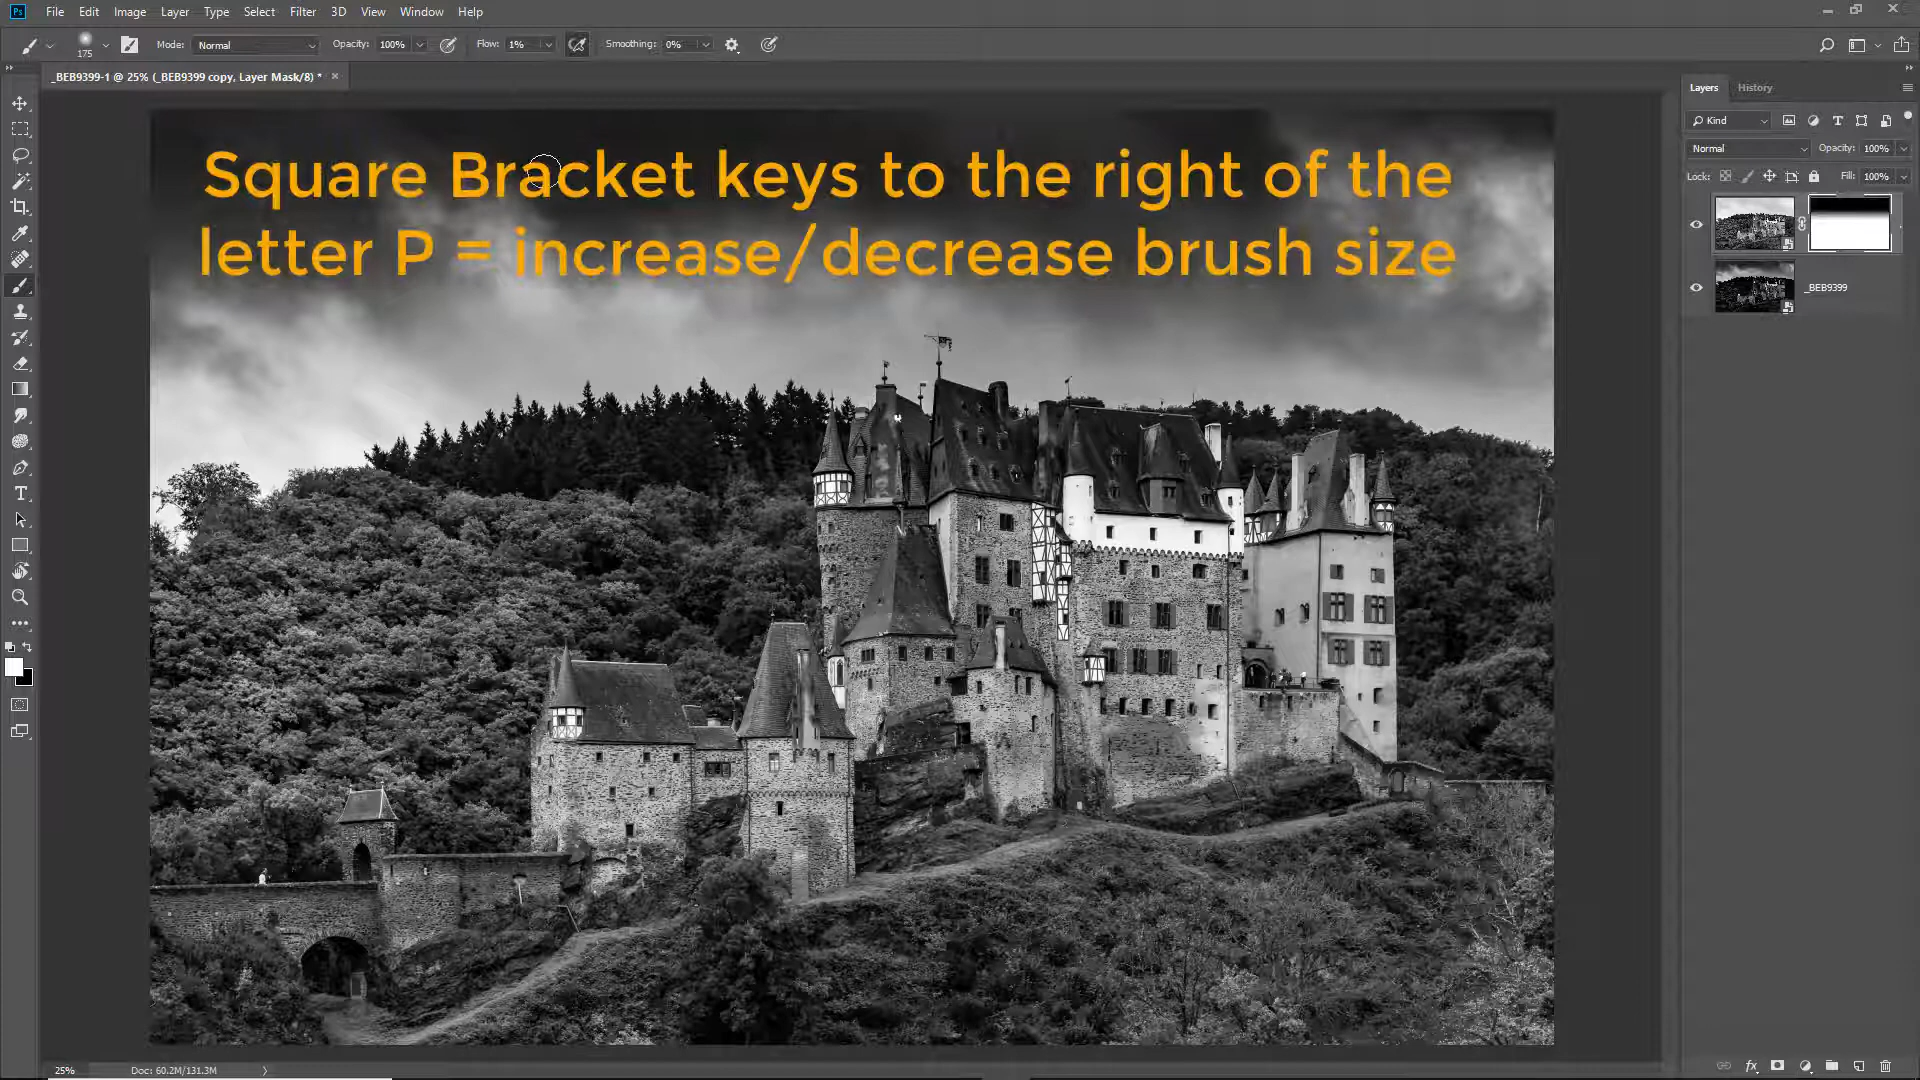 Ps File Edit Image Layer Type Select Filter 3D View Window Help
175 Mode: Normal Opacity: 100% Flow: 1% Smoothing: 0%
_BEB9399-1 @ 25% (_BEB9399 copy, Layer Mask/8) *
Layers History
Kind
Normal Opacity: 100%
Lock: Fill: 100%
_BEB9399
Square Bracket keys to the right of the
letter P = increase/decrease brush size
25% Doc: 60.2M/131.3M